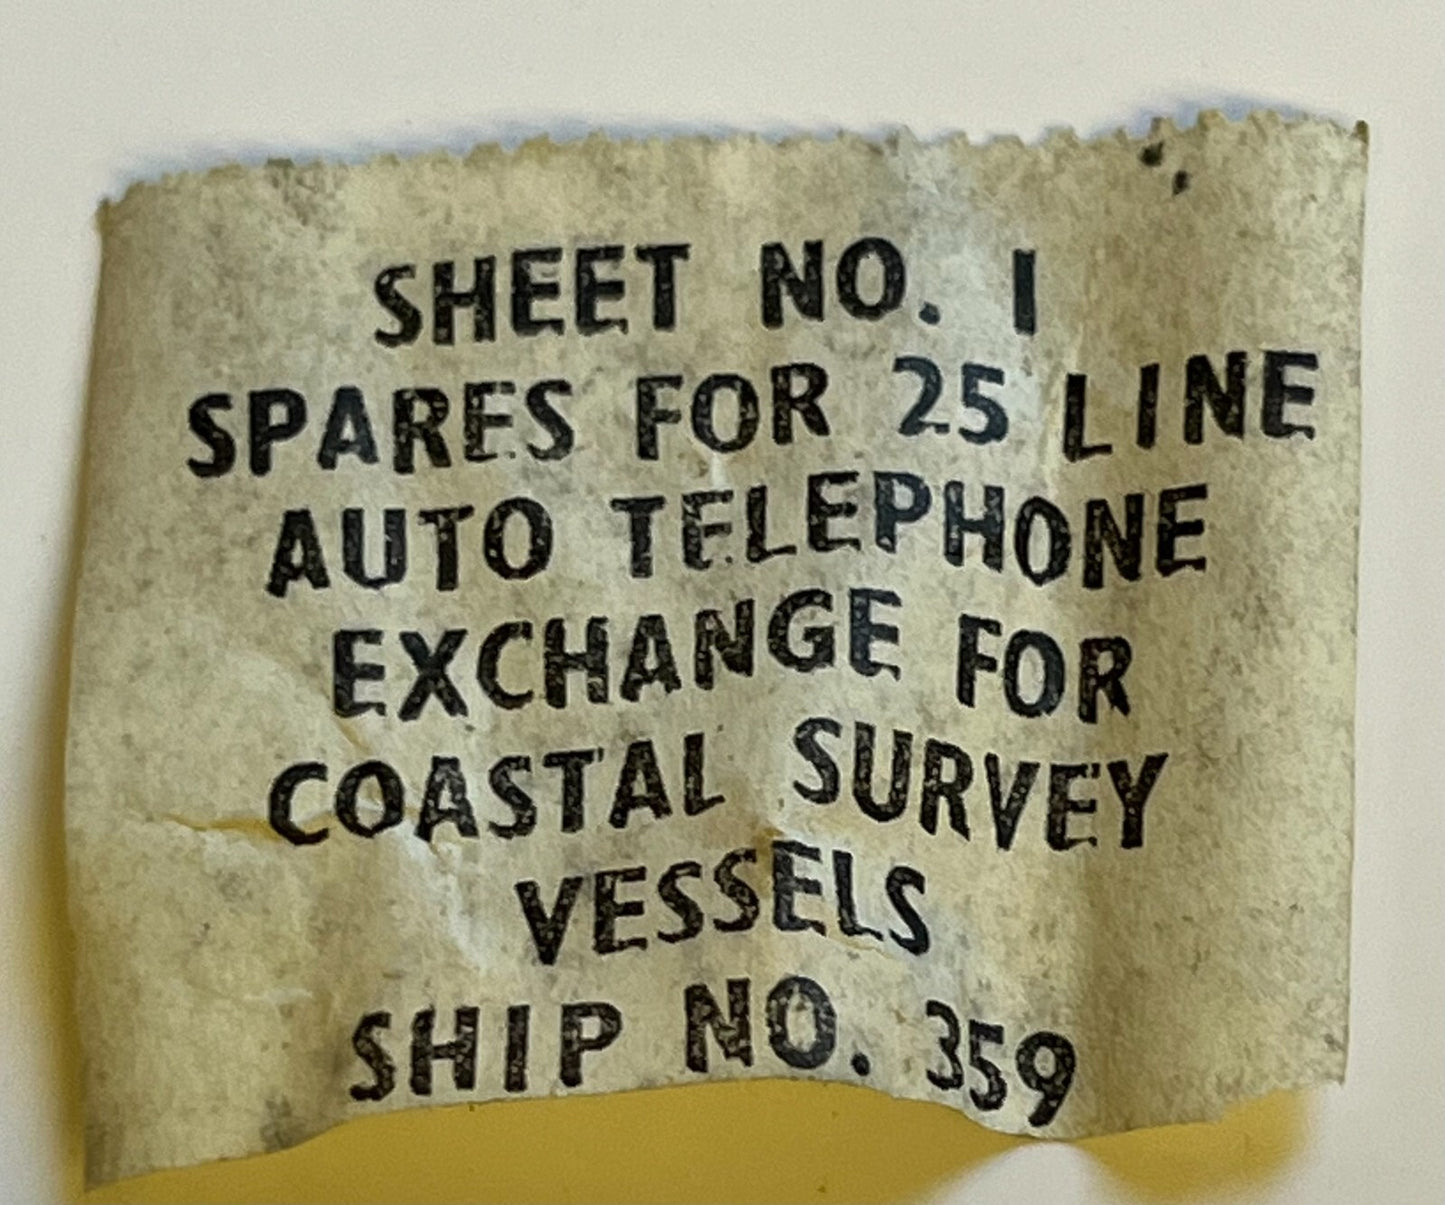 SHEET NO. 1
SPARES FOR 25 LINE
AUTO TELEPHONE
EXCHANGE FOR
COASTAL SURVEY
VESSELS
SHIP NO. 359